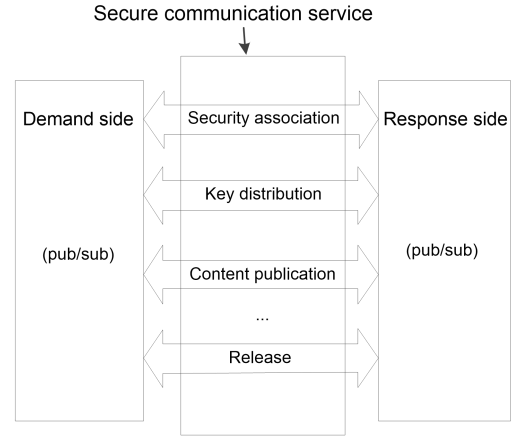 Secure communication service
Demand side
Security association
Response side
Key distribution
(pub/sub)
(pub/sub)
Content publication
...
Release